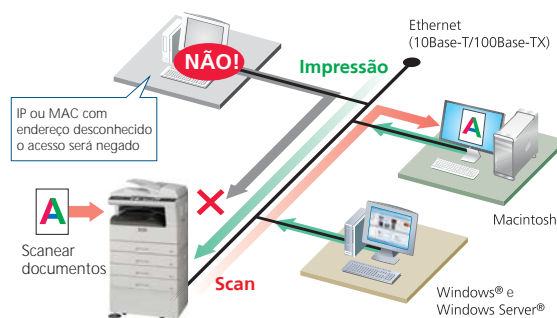 Ethernet
(10Base-T/100Base-TX)
NÃO!
Impressão
IP ou MAC com
endereço desconhecido
o acesso será negado
A
A
Macintosh
Scanear
documentos
Scan
Windows® e
Windows Server®